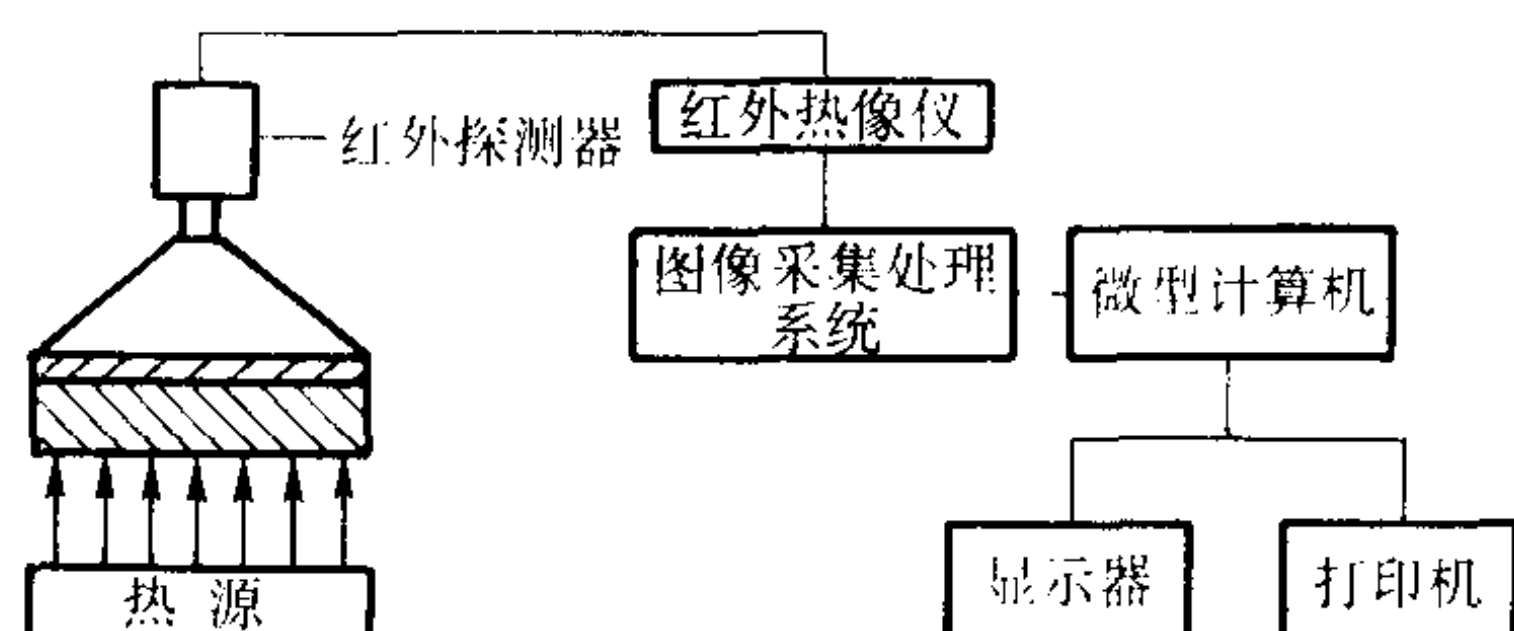 红外热像仪
红外探测器
图像采集处理
系统
微型计算机
显示器
打印机
热源